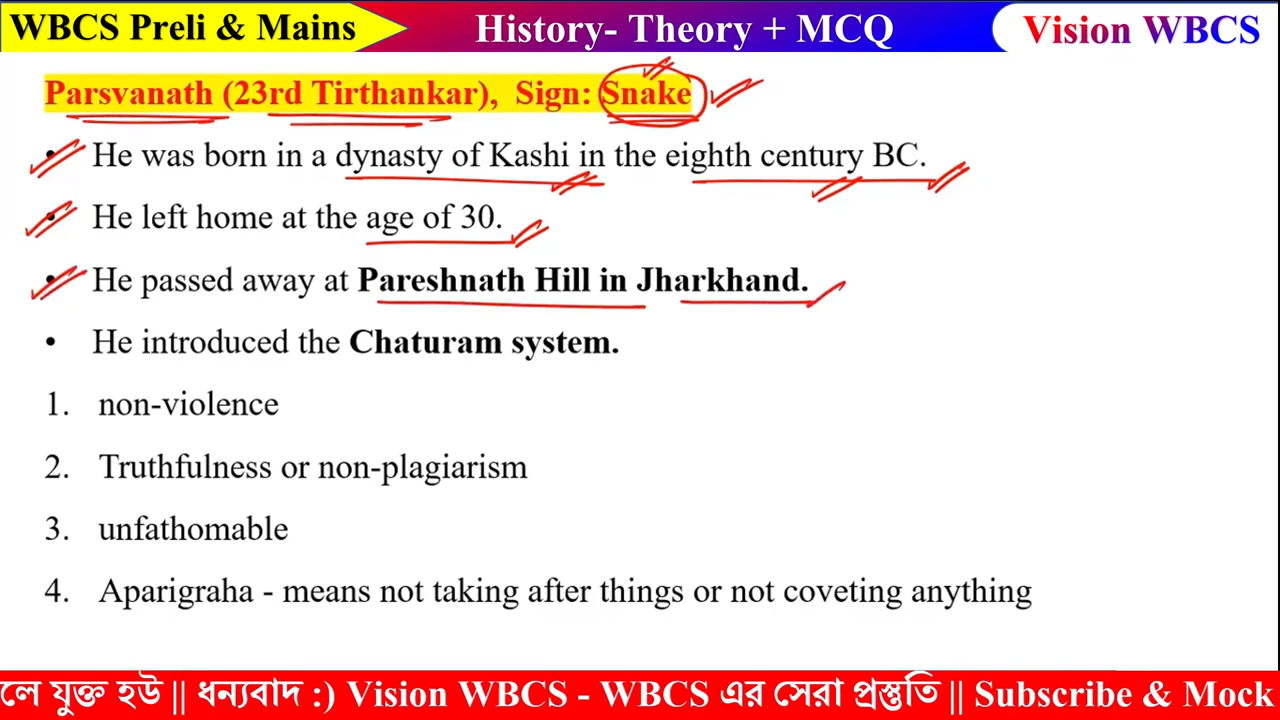 WBCS Preli & Mains
History- Theory + MCQ
Vision WBCS
Parsvanath (23rd Tirthankar), Sign: Snake
• He was born in a dynasty of Kashi in the eighth century BC.
• He left home at the age of 30.
• He passed away at Pareshnath Hill in Jharkhand.
• He introduced the Chaturam system.
1. non-violence
2. Truthfulness or non-plagiarism
3. unfathomable
4. Aparigraha - means not taking after things or not coveting anything
লে যুক্ত হউ || ধন্যবাদ :) Vision WBCS - WBCS এর সেরা প্রস্তুতি || Subscribe & Mock